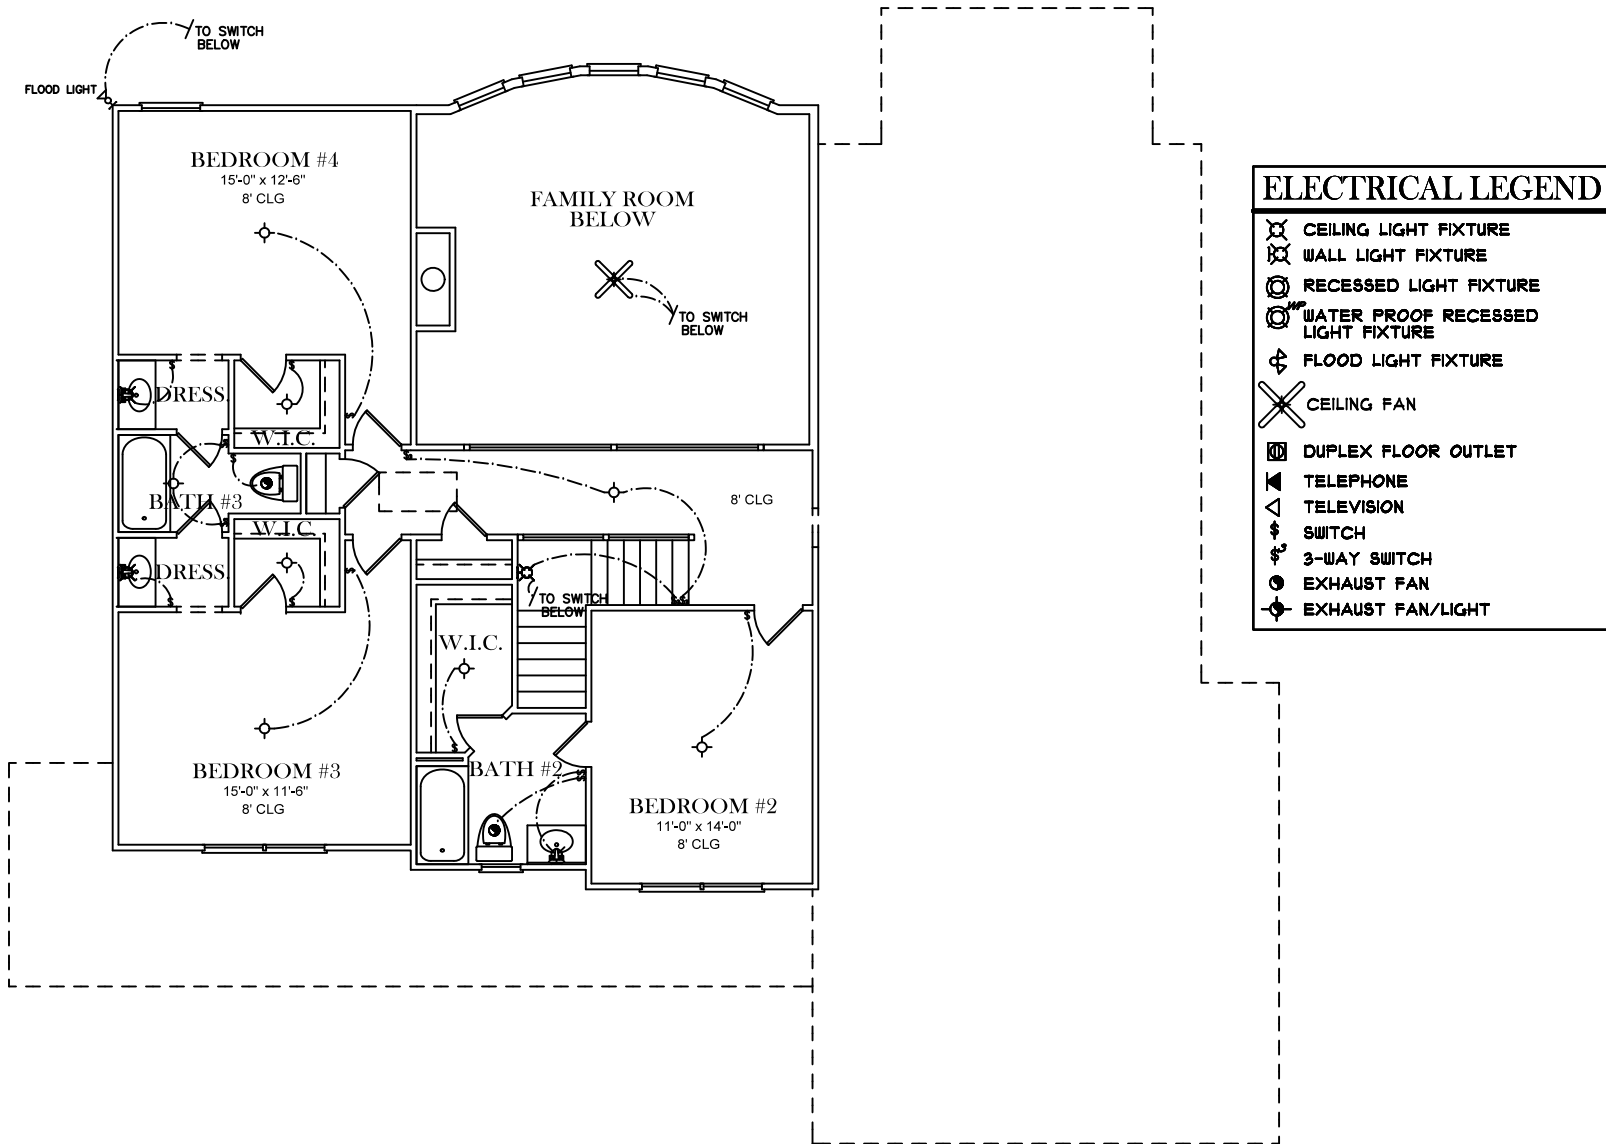 TO SWITCH
BELOW
FLOOD LIGHT
BEDROOM #4
15'-0" x 12'-6"
8' CLG
FAMILY ROOM
BELOW
TO SWITCH
BELOW
DRESS.
W.I.C.
BATH #3
8' CLG
W.I.C.
DRESS.
TO SWITCH
BELOW
W.I.C.
BEDROOM #3
15'-0" x 11'-6"
8' CLG
BATH #2
BEDROOM #2
11'-0" x 14'-0"
8' CLG
ELECTRICAL LEGEND
CEILING LIGHT FIXTURE
WALL LIGHT FIXTURE
RECESSED LIGHT FIXTURE
WP WATER PROOF RECESSED
LIGHT FIXTURE
FLOOD LIGHT FIXTURE
CEILING FAN
DUPLEX FLOOR OUTLET
TELEPHONE
TELEVISION
$ SWITCH
$3 3-WAY SWITCH
EXHAUST FAN
EXHAUST FAN/LIGHT